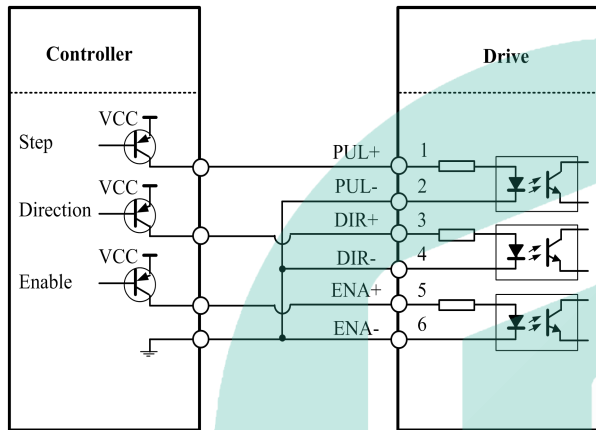 Controller
Drive
VCC
Step
PUL+ 1
PUL- 2
VCC
Direction
DIR+ 3
DIR- 4
VCC
Enable
ENA+ 5
ENA- 6